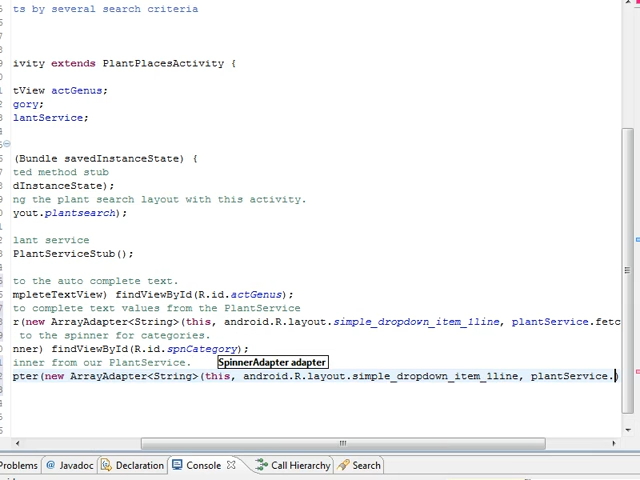 ts by several search criteria
ivity extends PlantPlacesActivity {
tView actGenus;
gory;
lantService;
(Bundle savedInstanceState) {
ted method stub
dInstanceState);
ng the plant search layout with this activity.
yout.plantsearch);
lant service
PlantServiceStub();
to the auto complete text.
mpleteTextView) findViewById(R.id.actGenus);
to complete text values from the PlantService
r(new ArrayAdapter<String>(this, android.R.layout.simple_dropdown_item_1line, plantService.fetc
to the spinner for categories.
nner) findViewById(R.id.spnCategory);
inner from our PlantService.
SpinnerAdapter adapter
pter(new ArrayAdapter<String>(this, android.R.layout.simple_dropdown_item_1line, plantService.)
Problems @ Javadoc Declaration Console Call Hierarchy Search